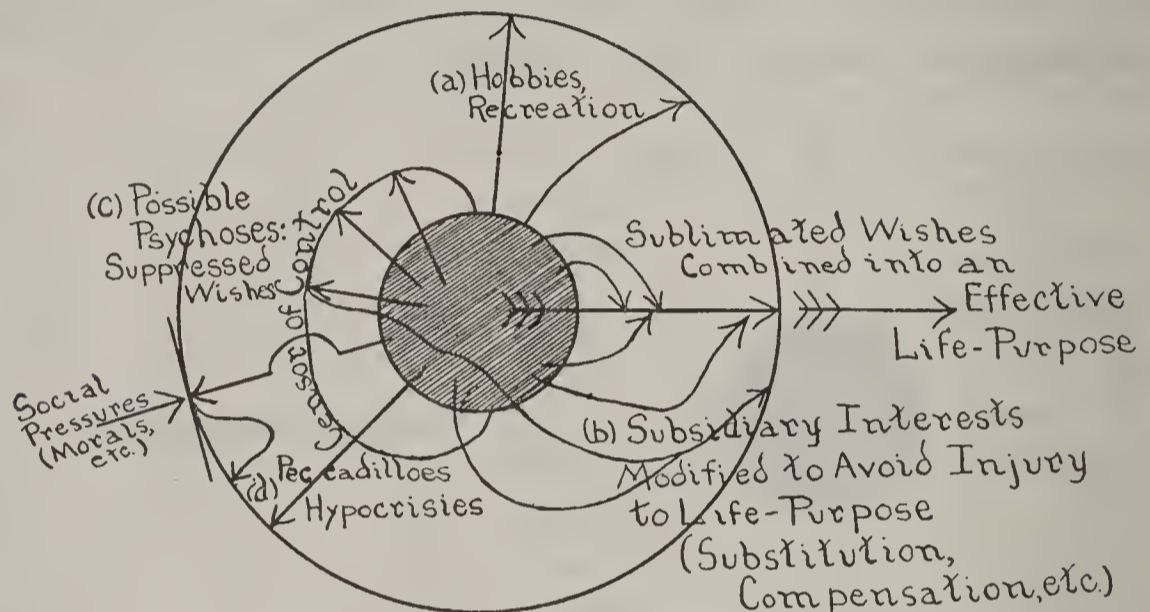 (a) Hobbies,
Recreation
(c) Possible
Psychoses:
Suppressed
Wishes
Censor of Control
Sublimated Wishes
Combined into an
Effective
Life-Purpose
Social
Pressures
(Morals,
etc.)
(d) Peccadilloes
Hypocrisies
(b) Subsidiary Interests
Modified to Avoid Injury
to Life-Purpose
(Substitution,
Compensation, etc.)